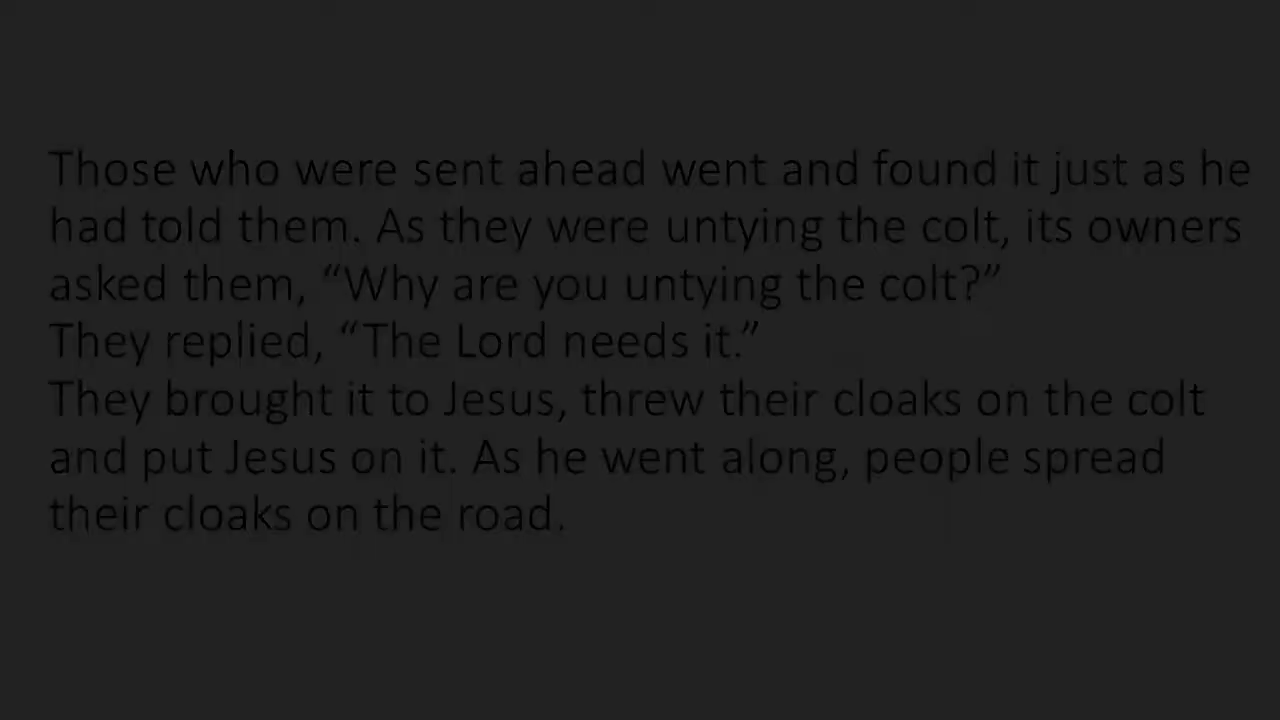 Those who were sent ahead went and found it just as he
had told them. As they were untying the colt, its owners
asked them, “Why are you untying the colt?”
They replied, “The Lord needs it.”
They brought it to Jesus, threw their cloaks on the colt
and put Jesus on it. As he went along, people spread
their cloaks on the road.